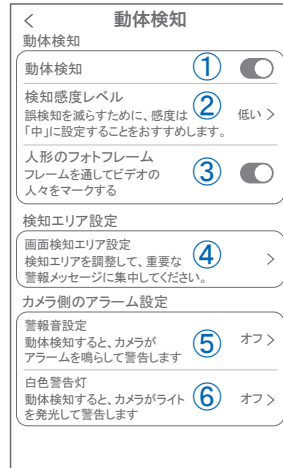 < 動体検知
動体検知
動体検知 ①
検知感度レベル
誤検知を減らすために、感度は
「中」に設定することをおすすめします。
② 低い >
人形のフォトフレーム
フレームを通してビデオの
人々をマークする
③
検知エリア設定
画面検知エリア設定
検知エリアを調整して、重要な
警報メッセージに集中してください。
④ >
カメラ側のアラーム設定
警報音設定
動体検知すると、カメラが
アラームを鳴らして警告します
⑤ オフ >
白色警告灯
動体検知すると、カメラがライト
を発光して警告します
⑥ オフ >